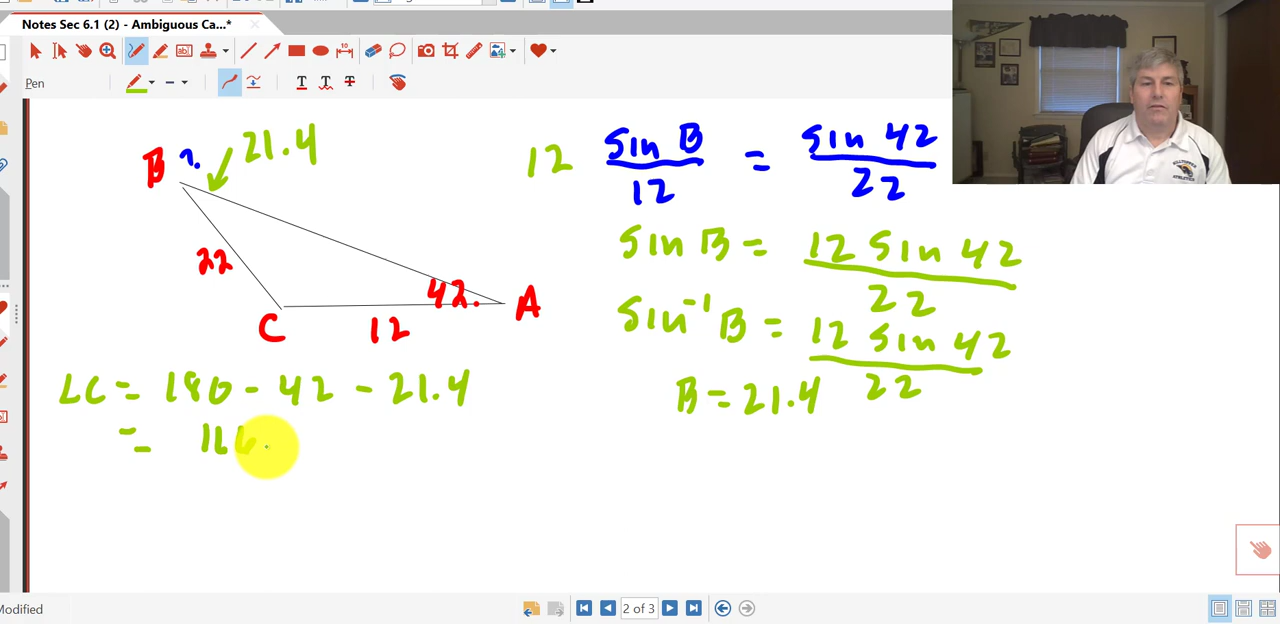 Notes Sec 6.1 (2) - Ambiguous Ca...*
Pen
B ?. 21.4
22
42.
A
C
12
12 sin B / 12 = sin 42 / 22
sin B = 12 sin 42 / 22
sin⁻¹ B = 12 sin 42 / 22
B = 21.4
∠C = 180 - 42 - 21.4
= 116.
2 of 3
Modified